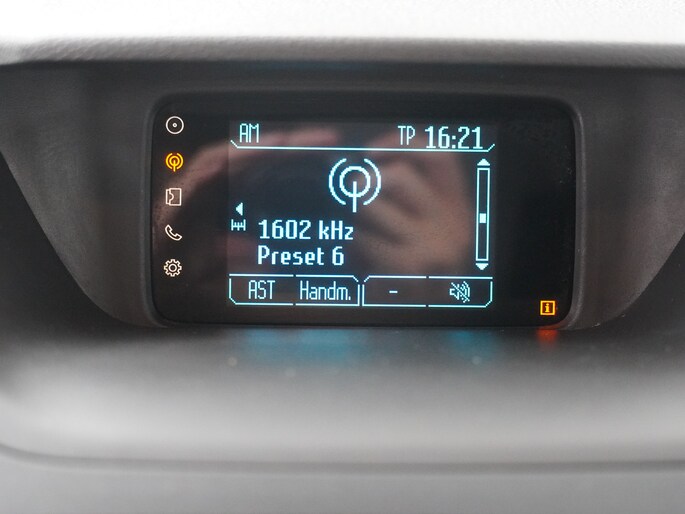 AM TP 16:21
1602 kHz
Preset 6
AST Handm. -
i